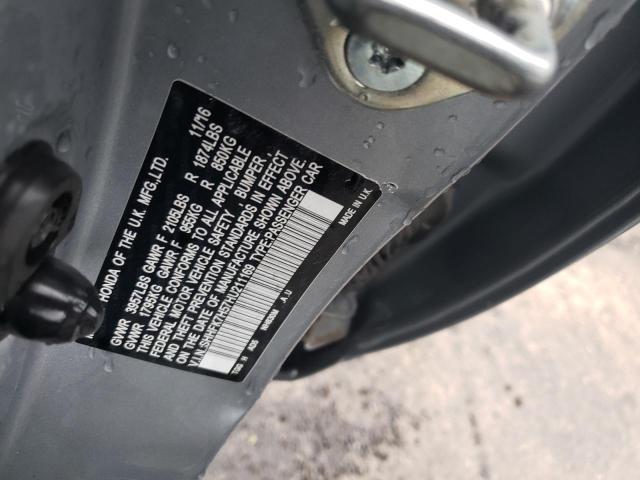 HONDA OF THE U.K. MFG.,LTD. 11/16
GVWR 3957LBS GAWR F 2105LBS R 1874LBS
GVWR 1795KG GAWR F 955KG R 850KG
THIS VEHICLE CONFORMS TO ALL APPLICABLE
FEDERAL MOTOR VEHICLE SAFETY , BUMPER ,
AND THEFT PREVENTION STANDARDS IN EFFECT
ON THE DATE OF MANUFACTURE SHOWN ABOVE.
V.I.N. TYPE:PASSENGER CAR
MADE IN U.K
A.U